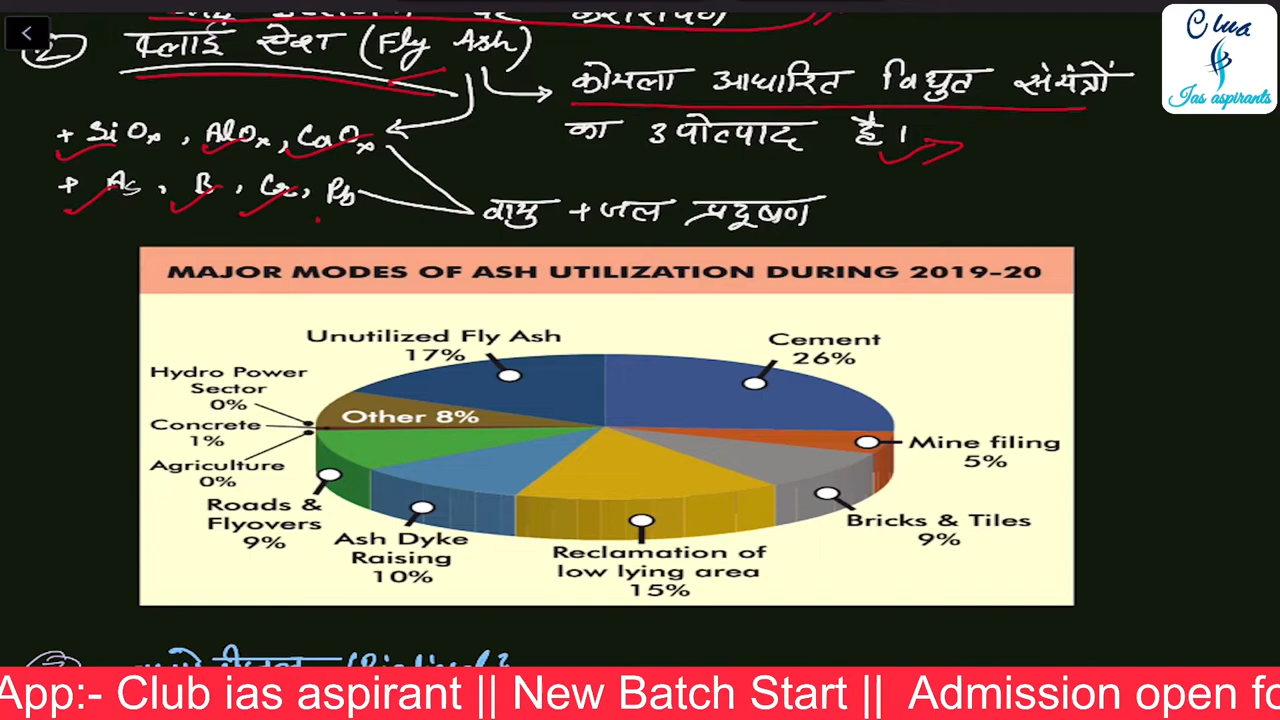 ② फ्लाई ऐश (Fly Ash)
कोयला आधारित विद्युत संयंत्रों
का उपोत्पाद है।
+ SiOx, AlOx, CaOx
+ As, B, Cr, Pb
वायु + जल प्रदूषण
Clua
Ias aspirants
MAJOR MODES OF ASH UTILIZATION DURING 2019-20
Unutilized Fly Ash
17%
Cement
26%
Hydro Power
Sector
0%
Other 8%
Concrete
1%
Mine filing
5%
Agriculture
0%
Roads &
Flyovers
9%
Bricks & Tiles
9%
Ash Dyke
Raising
10%
Reclamation of
low lying area
15%
App:- Club ias aspirant || New Batch Start || Admission open fo